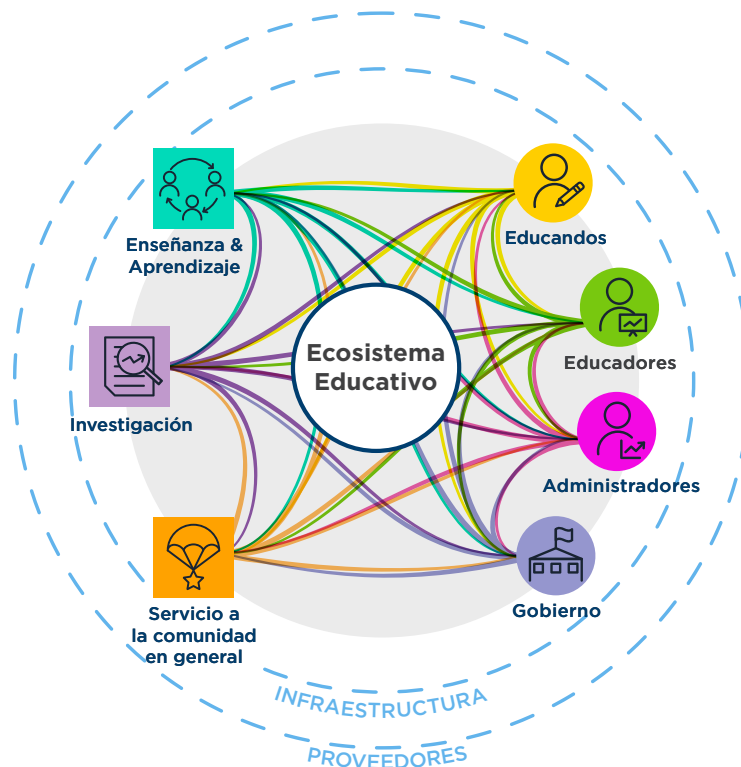 Enseñanza &
Aprendizaje
Educandos
Ecosistema
Educativo
Educadores
Investigación
Administradores
Servicio a
la comunidad
en general
Gobierno
INFRAESTRUCTURA
PROVEEDORES